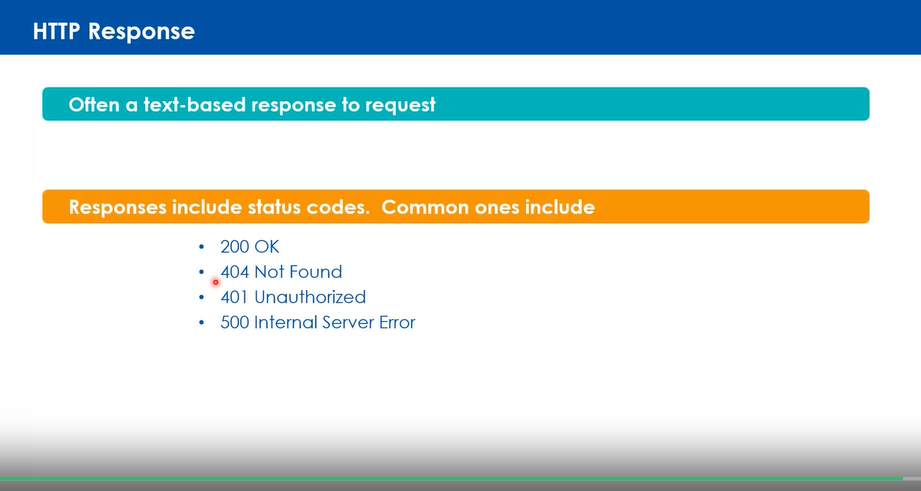 HTTP Response
Often a text-based response to request
Responses include status codes.  Common ones include
• 200 OK
• 404 Not Found
• 401 Unauthorized
• 500 Internal Server Error